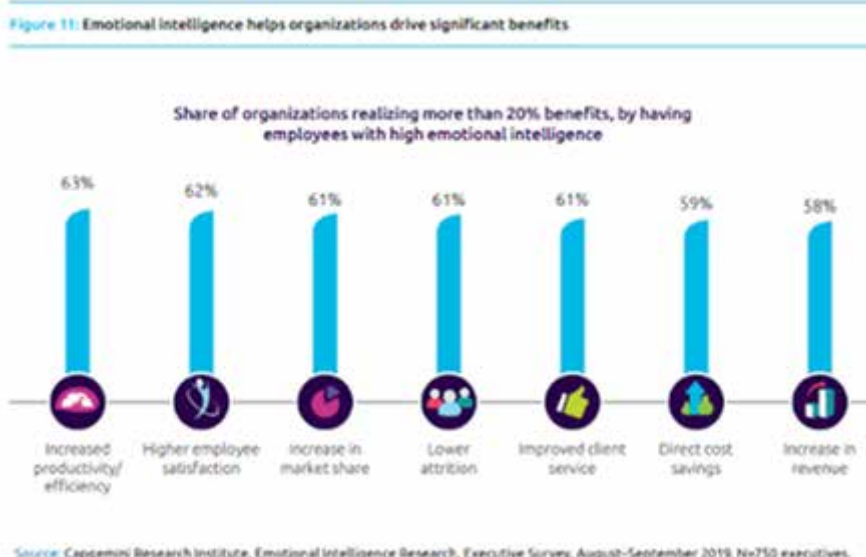 Figure 11: Emotional intelligence helps organizations drive significant benefits
Share of organizations realizing more than 20% benefits, by having
employees with high emotional intelligence
63%
62%
61%
61%
61%
59%
58%
Increased
productivity/
efficiency
Higher employee
satisfaction
Increase in
market share
Lower
attrition
Improved client
service
Direct cost
savings
Increase in
revenue
Source: Capgemini Research Institute, Emotional Intelligence Research, Executive Survey, August–September 2019, N=750 executives.